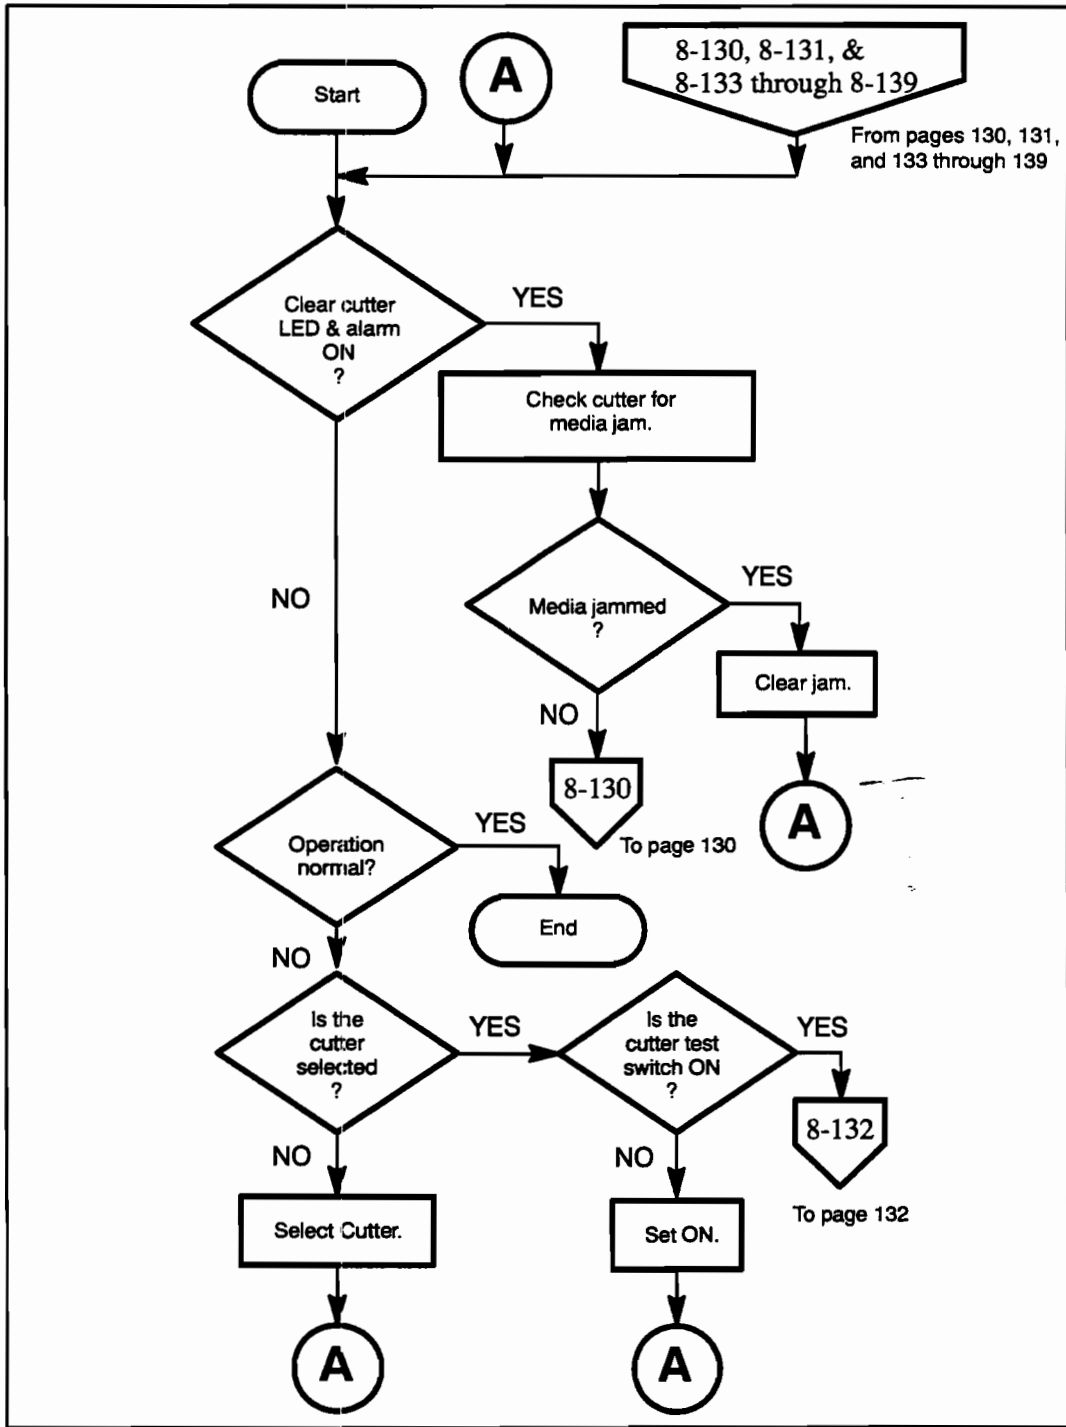 Start
A
8-130, 8-131, &
8-133 through 8-139
From pages 130, 131,
and 133 through 139
Clear cutter
LED & alarm
ON
?
YES
Check cutter for
media jam.
NO
Media jammed
?
YES
Clear jam.
NO
8-130
To page 130
A
Operation
normal?
YES
End
NO
Is the
cutter
selected
?
YES
Is the
cutter test
switch ON
?
YES
8-132
To page 132
NO
Select Cutter.
NO
Set ON.
A
A